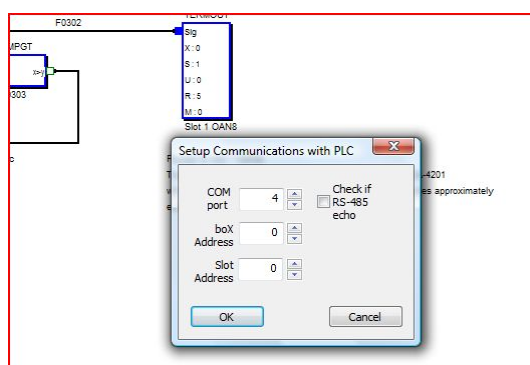 F0302
TERMOUT
MPGT
Sig
X:0
S:1
x>y
U:0
R:5
303
M:0
Slot 1 OAN8
c
Setup Communications with PLC
-4201
es approximately
COM
port
4
Check if
RS-485
echo
boX
Address
0
Slot
Address
0
OK
Cancel